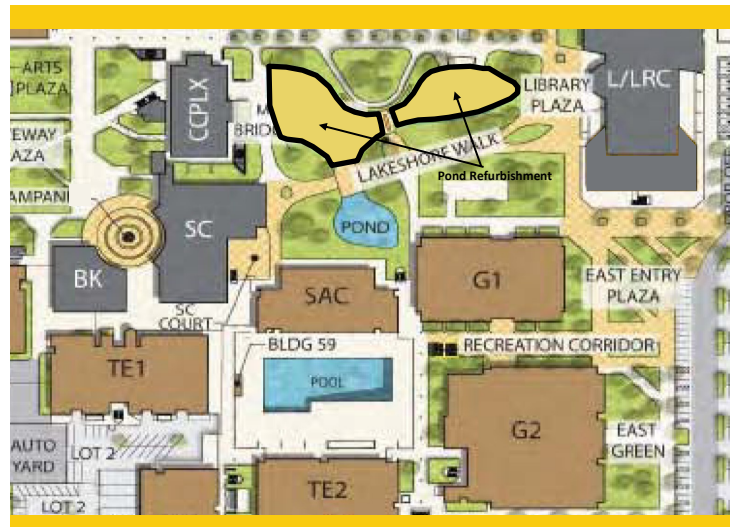 ARTS
PLAZA
CCPLX
M
BRIDG
LIBRARY
PLAZA
L/LRC
EWAY
AZA
AMPANI
LAKESHORE WALK
Pond Refurbishment
SC
POND
BK
SAC
G1
EAST ENTRY
PLAZA
SC
COURT
BLDG 59
RECREATION CORRIDOR
TE1
POOL
G2
EAST
GREEN
AUTO
YARD
LOT 2
TE2
LOT 2